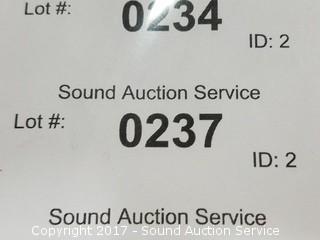 Lot #: 0234
ID: 2
Sound Auction Service
Lot #: 0237
ID: 2
Sound Auction Service
Copyright 2017 - Sound Auction Service